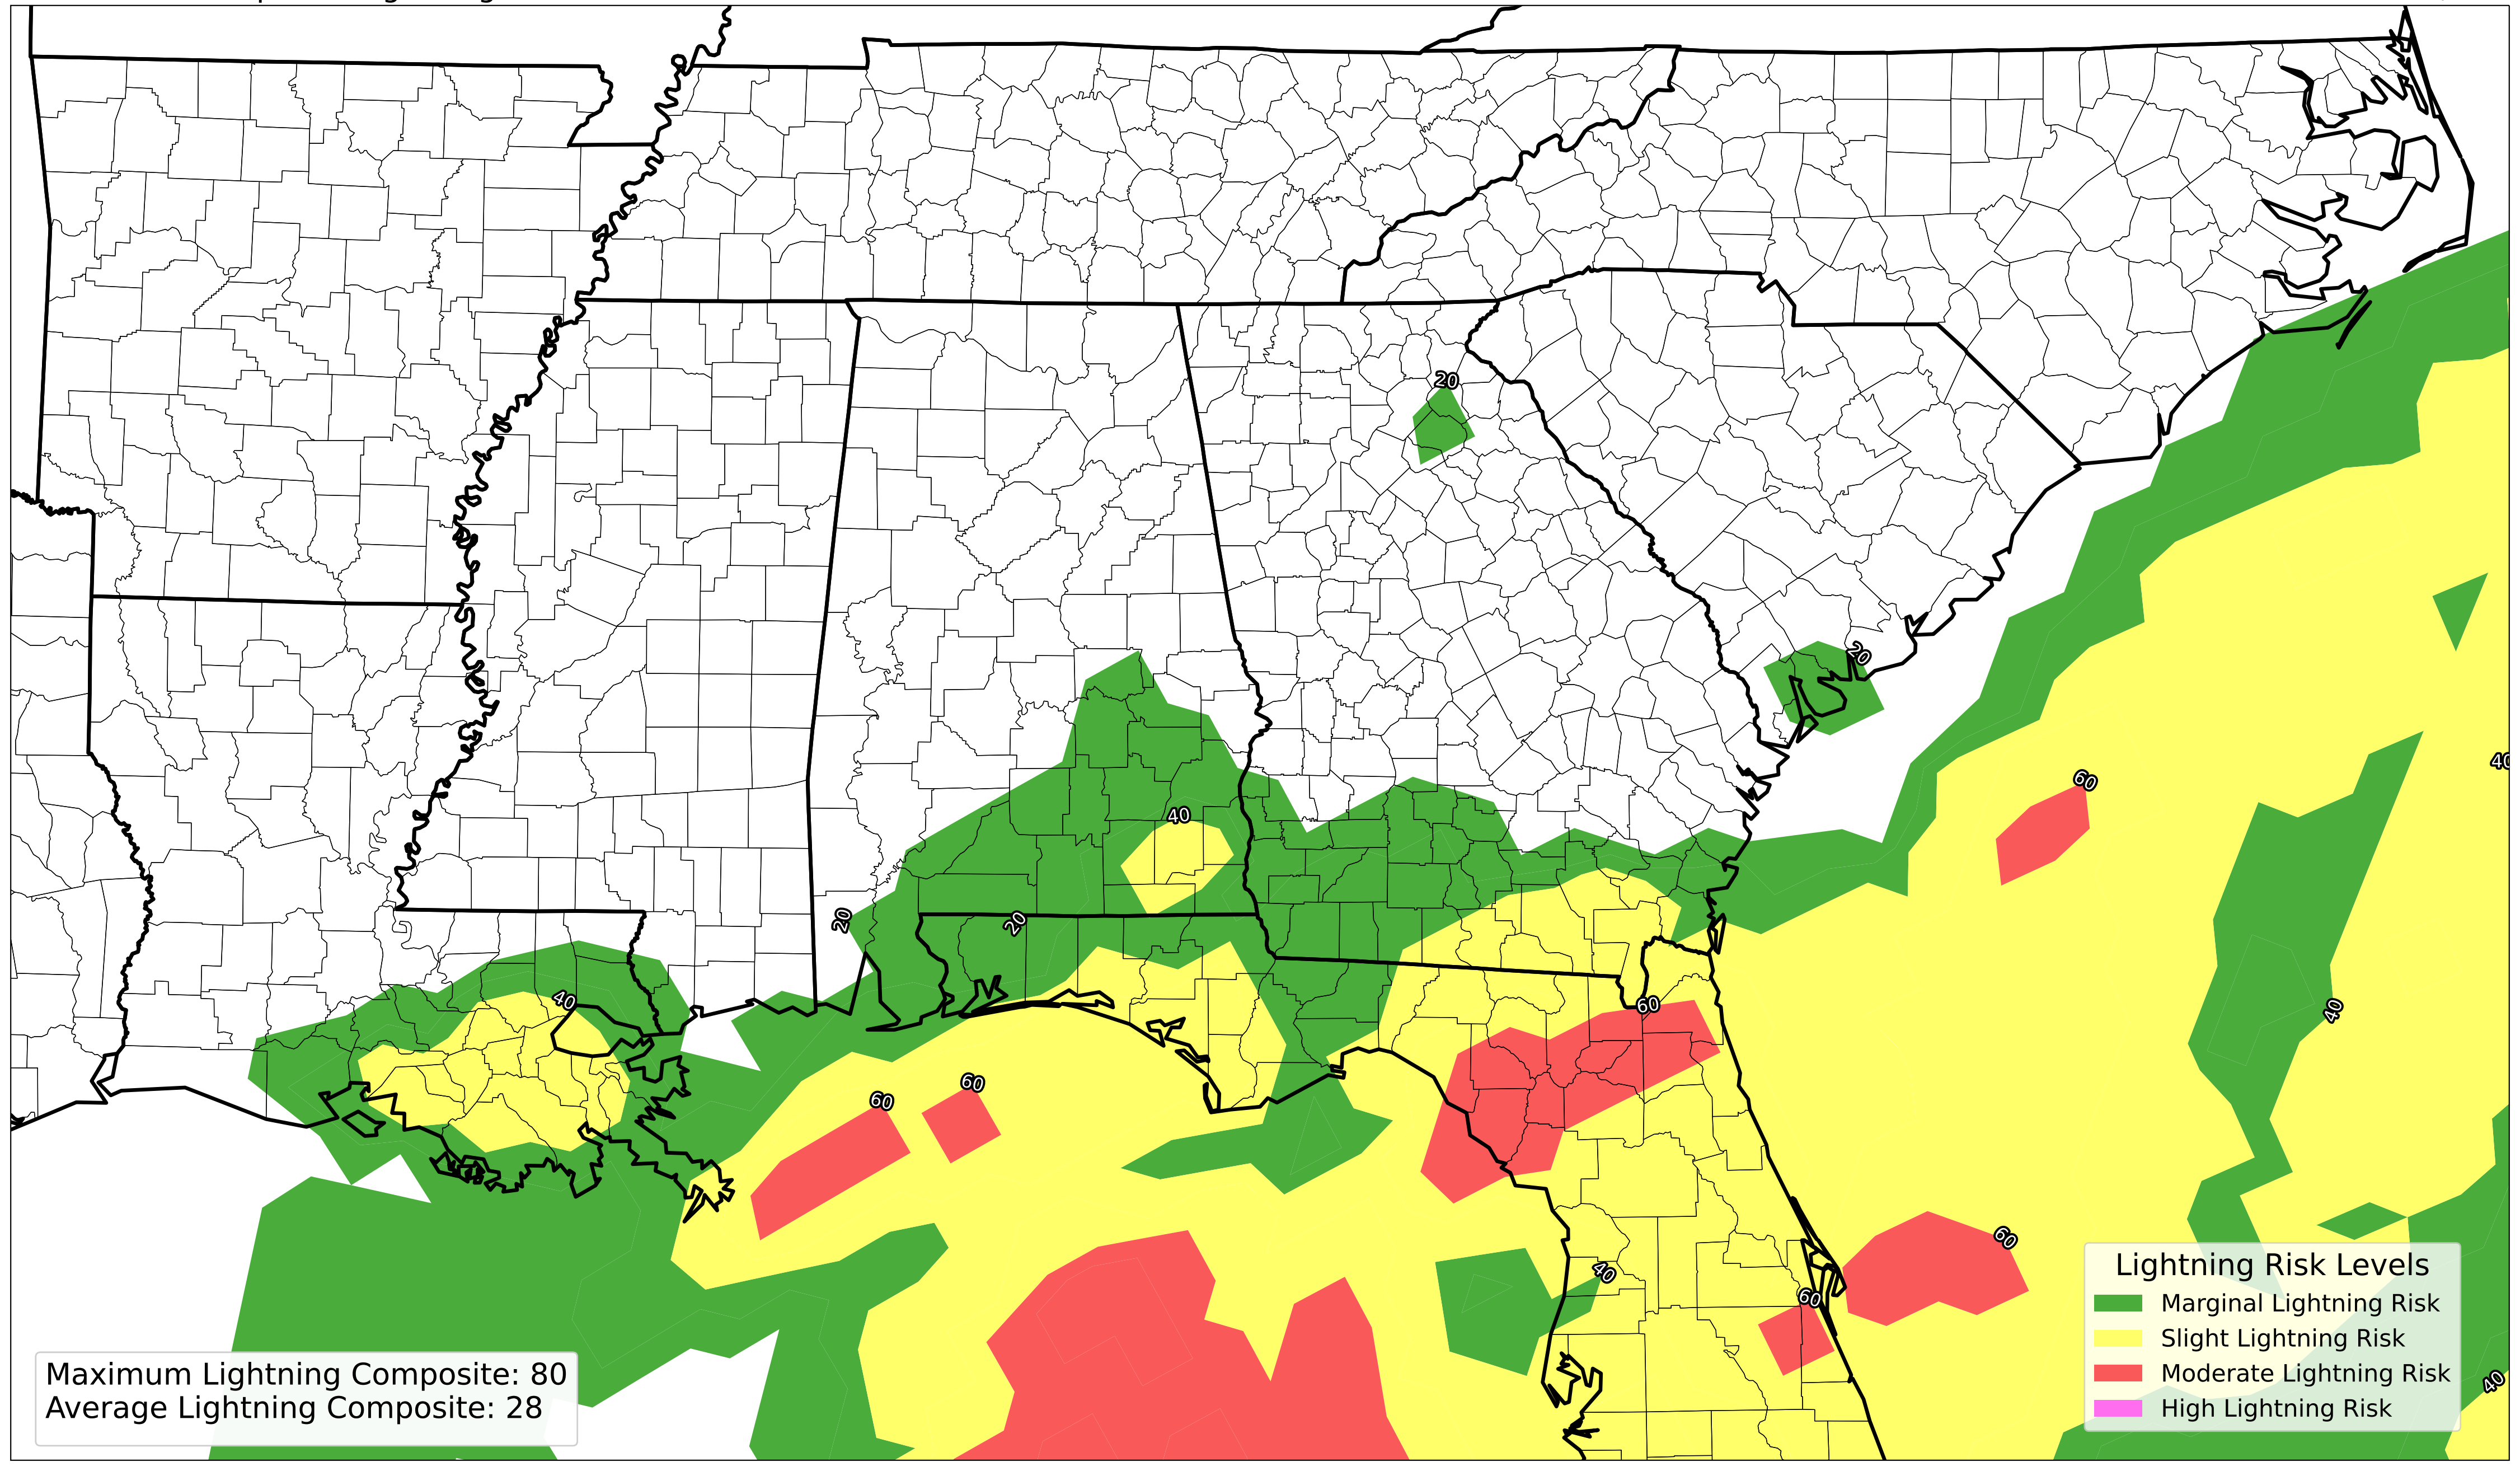 20
20
40
20
20
60
40
40
60
40
60
60
60
40
60
40
Lightning Risk Levels
Marginal Lightning Risk
Slight Lightning Risk
Moderate Lightning Risk
High Lightning Risk
Maximum Lightning Composite: 80
Average Lightning Composite: 28